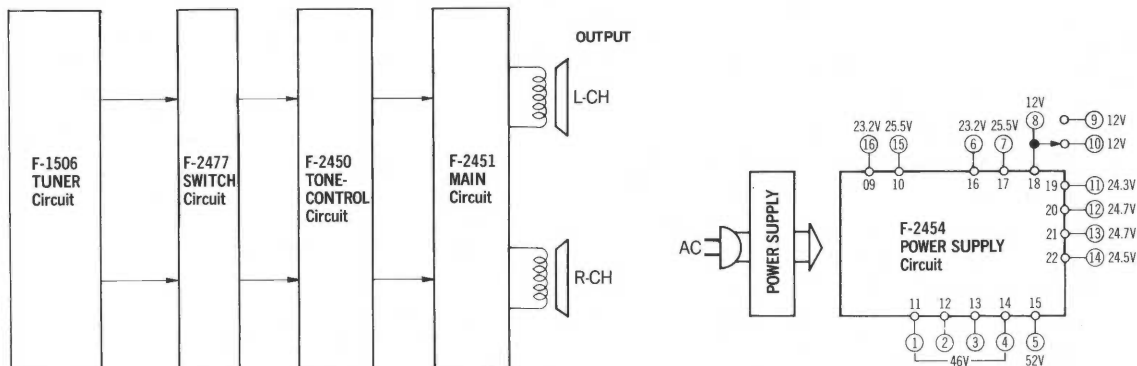 F-1506
TUNER
Circuit
F-2477
SWITCH
Circuit
F-2450
TONE-
CONTROL
Circuit
F-2451
MAIN
Circuit
OUTPUT
L-CH
R-CH
AC
POWER SUPPLY
F-2454
POWER SUPPLY
Circuit
23.2V 25.5V
16 15
09 10
23.2V 25.5V
6 7
16 17
12V
8
18
9 12V
10 12V
19 11 24.3V
20 12 24.7V
21 13 24.7V
22 14 24.5V
11 12 13 14 15
1 2 3 4 5
46V 52V